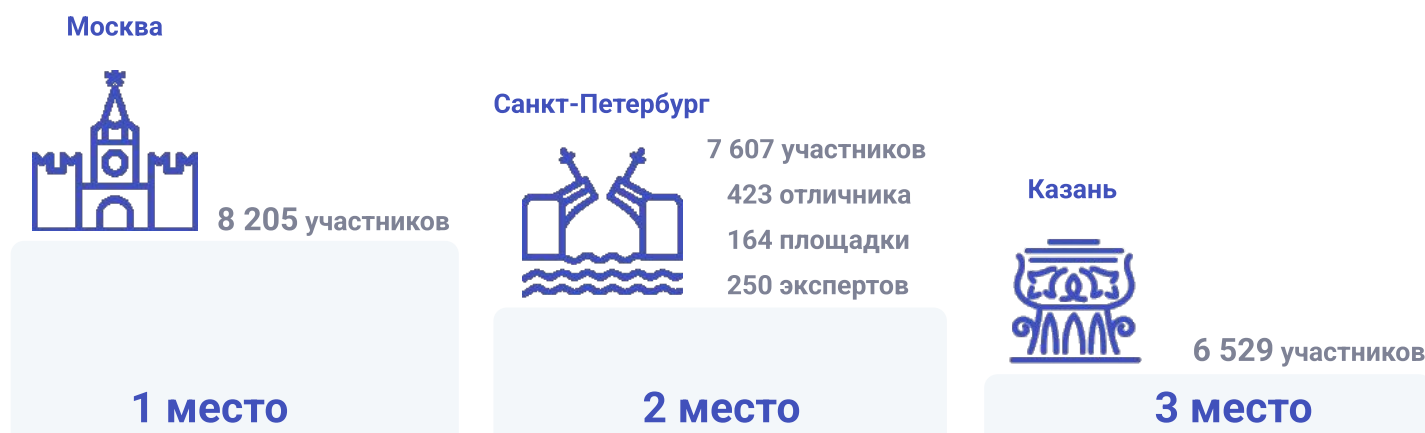 Москва
8 205 участников
1 место
Санкт-Петербург
7 607 участников
423 отличника
164 площадки
250 экспертов
2 место
Казань
6 529 участников
3 место